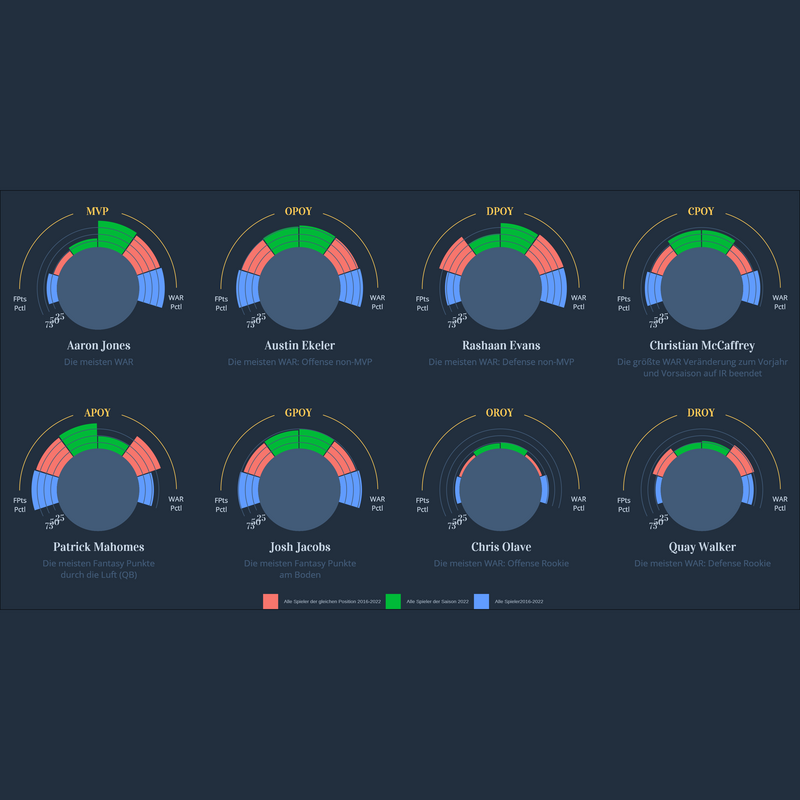 MVP
OPOY
DPOY
CPOY
FPts
Pctl
WAR
Pctl
FPts
Pctl
WAR
Pctl
FPts
Pctl
WAR
Pctl
FPts
Pctl
WAR
Pctl
75 50 25
75 50 25
75 50 25
75 50 25
Aaron Jones
Austin Ekeler
Rashaan Evans
Christian McCaffrey
Die meisten WAR
Die meisten WAR: Offense non-MVP
Die meisten WAR: Defense non-MVP
Die größte WAR Veränderung zum Vorjahr
und Vorsaison auf IR beendet
APOY
GPOY
OROY
DROY
FPts
Pctl
WAR
Pctl
FPts
Pctl
WAR
Pctl
FPts
Pctl
WAR
Pctl
FPts
Pctl
WAR
Pctl
75 50 25
75 50 25
75 50 25
75 50 25
Patrick Mahomes
Josh Jacobs
Chris Olave
Quay Walker
Die meisten Fantasy Punkte
durch die Luft (QB)
Die meisten Fantasy Punkte
am Boden
Die meisten WAR: Offense Rookie
Die meisten WAR: Defense Rookie
Alle Spieler der gleichen Position 2016-2022
Alle Spieler der Saison 2022
Alle Spieler2016-2022